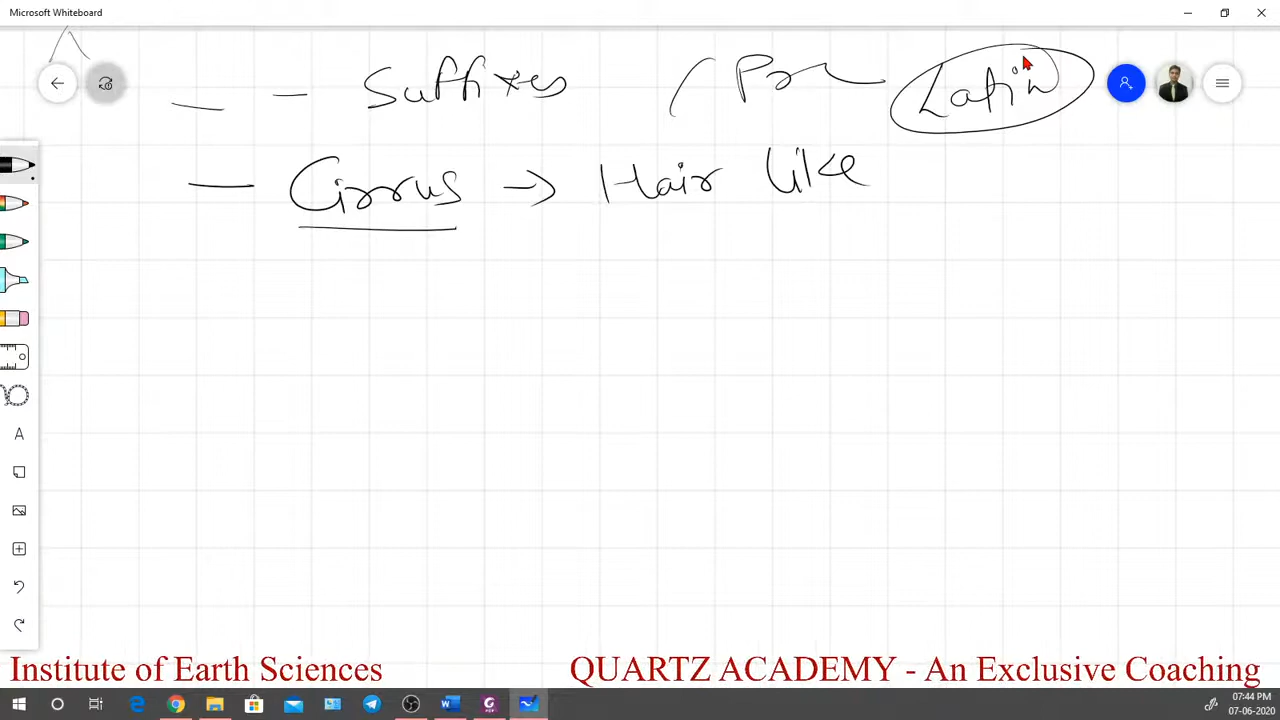 Microsoft Whiteboard
— - Suffixes Latin
— Cirrus → Hair like
A
Institute of Earth Sciences QUARTZ ACADEMY - An Exclusive Coaching
07:44 PM
07-06-2020